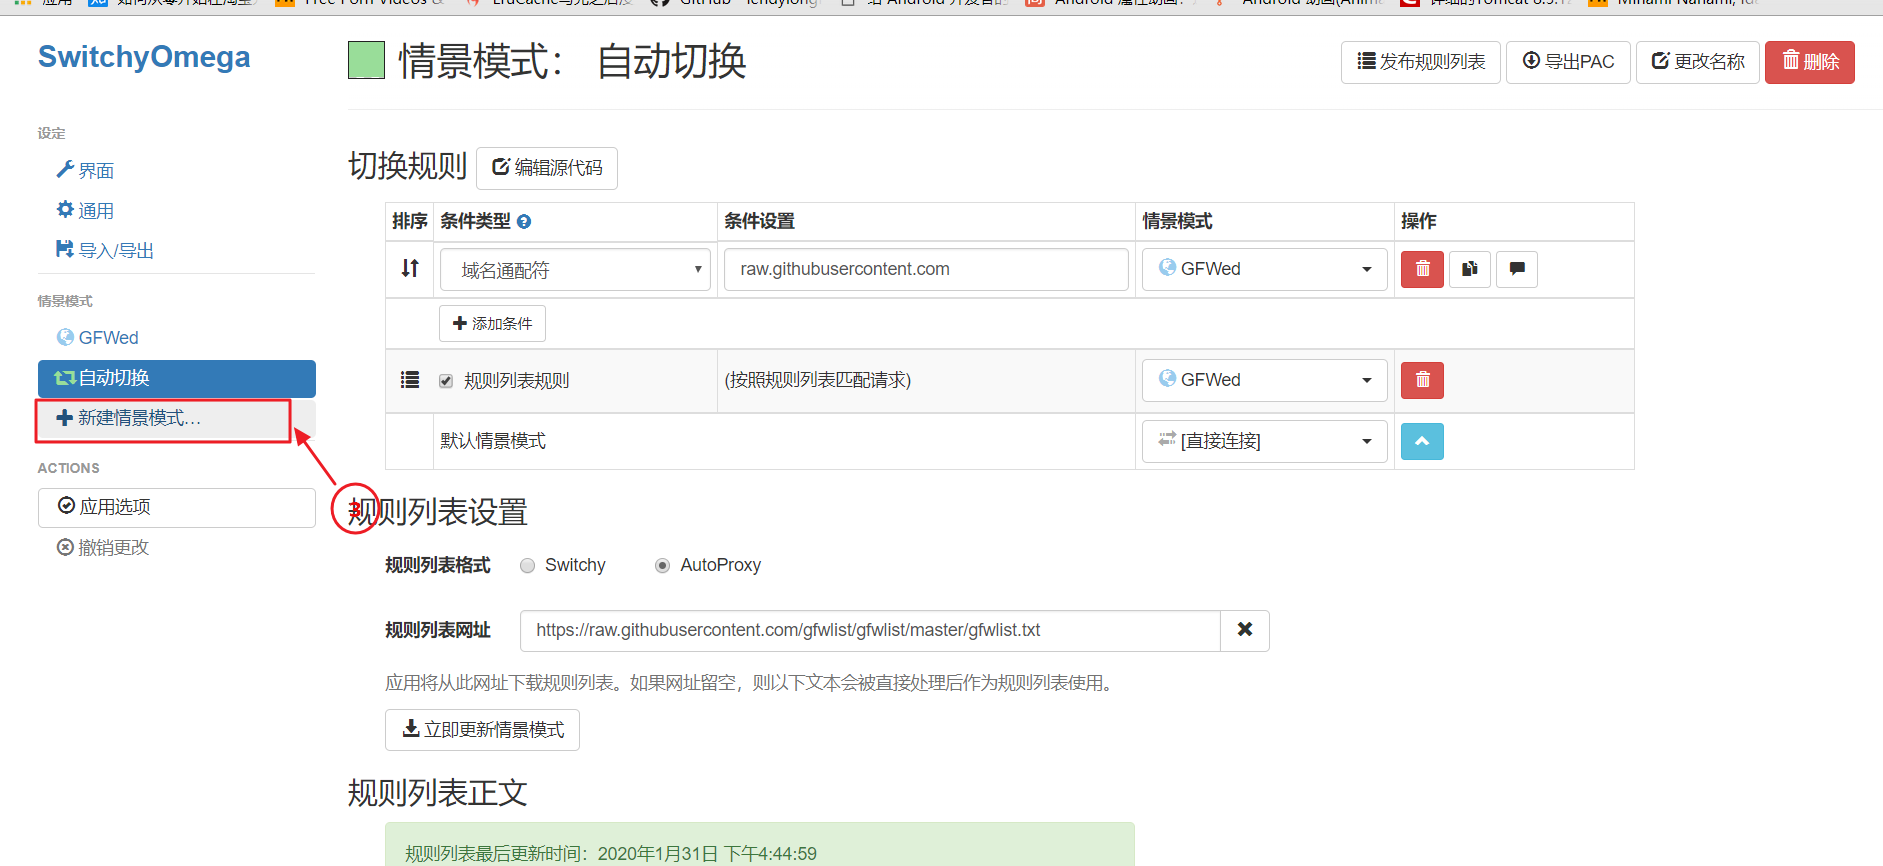 SwitchyOmega
情景模式： 自动切换
发布规则列表
导出PAC
更改名称
删除
设定
界面
通用
导入/导出
情景模式
GFWed
自动切换
新建情景模式…
ACTIONS
应用选项
撤销更改
切换规则
编辑源代码
排序 条件类型 条件设置 情景模式 操作
域名通配符 raw.githubusercontent.com GFWed
添加条件
规则列表规则 (按照规则列表匹配请求) GFWed
默认情景模式 [直接连接]
3
规则列表设置
规则列表格式 Switchy AutoProxy
规则列表网址 https://raw.githubusercontent.com/gfwlist/gfwlist/master/gfwlist.txt
应用将从此网址下载规则列表。如果网址留空，则以下文本会被直接处理后作为规则列表使用。
立即更新情景模式
规则列表正文
规则列表最后更新时间：2020年1月31日 下午4:44:59